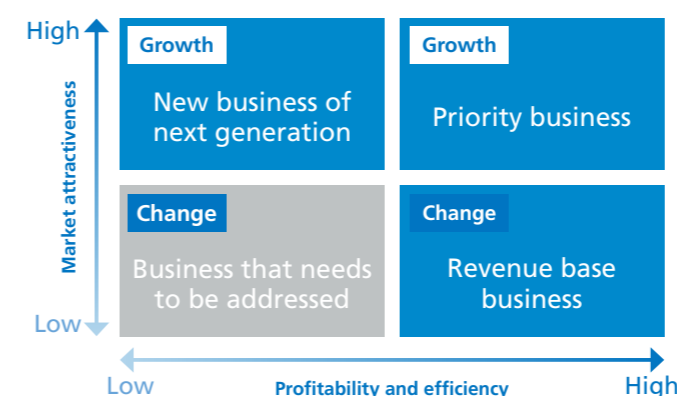 High
Market attractiveness
Low
Growth
New business of
next generation
Growth
Priority business
Change
Business that needs
to be addressed
Change
Revenue base
business
Low
Profitability and efficiency
High